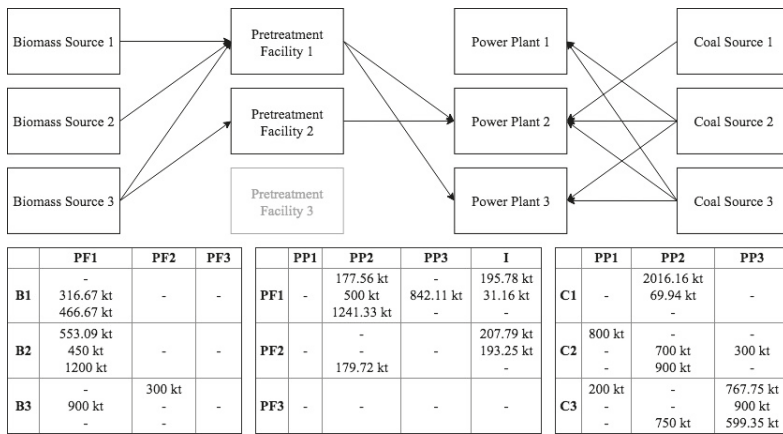 Biomass Source 1
Pretreatment
Facility 1
Power Plant 1
Coal Source 1
Biomass Source 2
Pretreatment
Facility 2
Power Plant 2
Coal Source 2
Biomass Source 3
Pretreatment
Facility 3
Power Plant 3
Coal Source 3
PF1 PF2 PF3
B1
-
316.67 kt - -
466.67 kt
B2
553.09 kt
450 kt - -
1200 kt
B3
- 300 kt
900 kt - -
- -
PP1 PP2 PP3 I
PF1
177.56 kt - 195.78 kt
- 500 kt 842.11 kt 31.16 kt
1241.33 kt - -
PF2
- 207.79 kt
- - - 193.25 kt
179.72 kt -
PF3 - - - -
PP1 PP2 PP3
C1
2016.16 kt
- 69.94 kt -
-
C2
800 kt - -
- 700 kt 300 kt
- 900 kt -
C3
200 kt - 767.75 kt
- - 900 kt
- 750 kt 599.35 kt